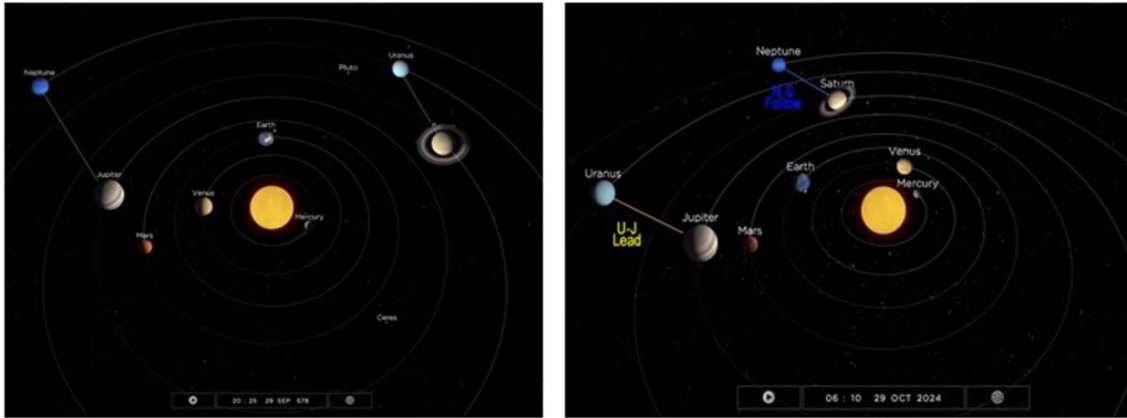 Neptune
Uranus
Pluto
Earth
Jupiter
Venus
Mercury
Mars
Ceres
20 : 25 29 SEP 578
Neptune
Saturn
N-S
Follow
Venus
Earth
Uranus
Mercury
Jupiter
U-J
Lead
Mars
06 : 10 29 OCT 2024